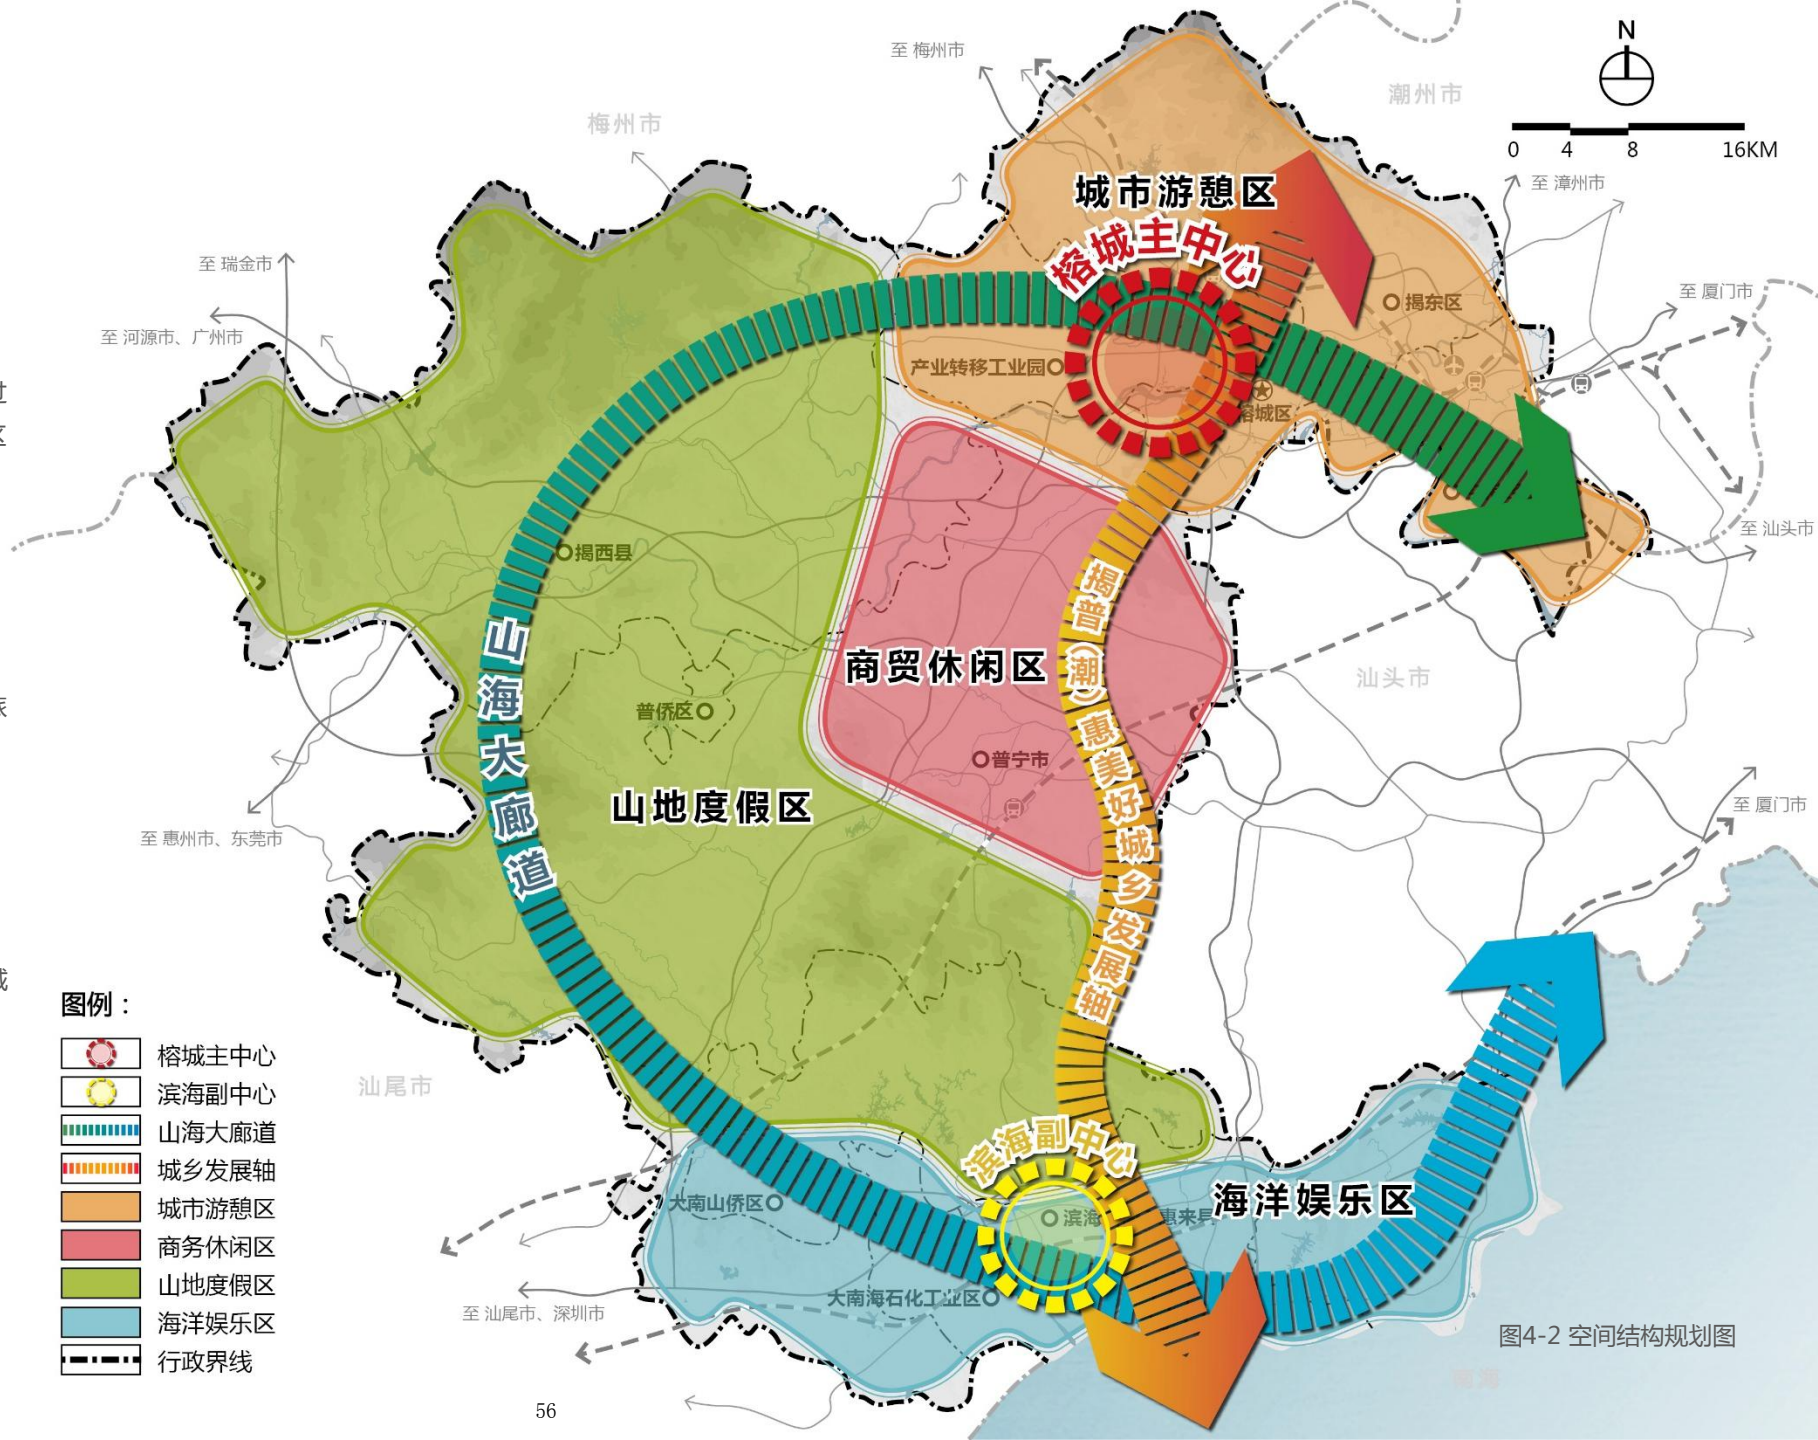 N
0 4 8 16KM
至 梅州市
潮州市
梅州市
至 漳州市
城市游憩区
榕城主中心
至 瑞金市
至 厦门市
揭东区
至 河源市、广州市
产业转移工业园
榕城区
过
区
至 汕头市
揭西县
揭普（潮）惠美好城乡发展轴
山海大廊道
商贸休闲区
汕头市
普侨区
普宁市
山地度假区
至 厦门市
至 惠州市、东莞市
汕尾市
滨海副中心
大南山侨区
滨海
惠来县
海洋娱乐区
大南海石化工业区
至 汕尾市、深圳市
南海
图例：
榕城主中心
滨海副中心
山海大廊道
城乡发展轴
城市游憩区
商务休闲区
山地度假区
海洋娱乐区
行政界线
图4-2 空间结构规划图
56